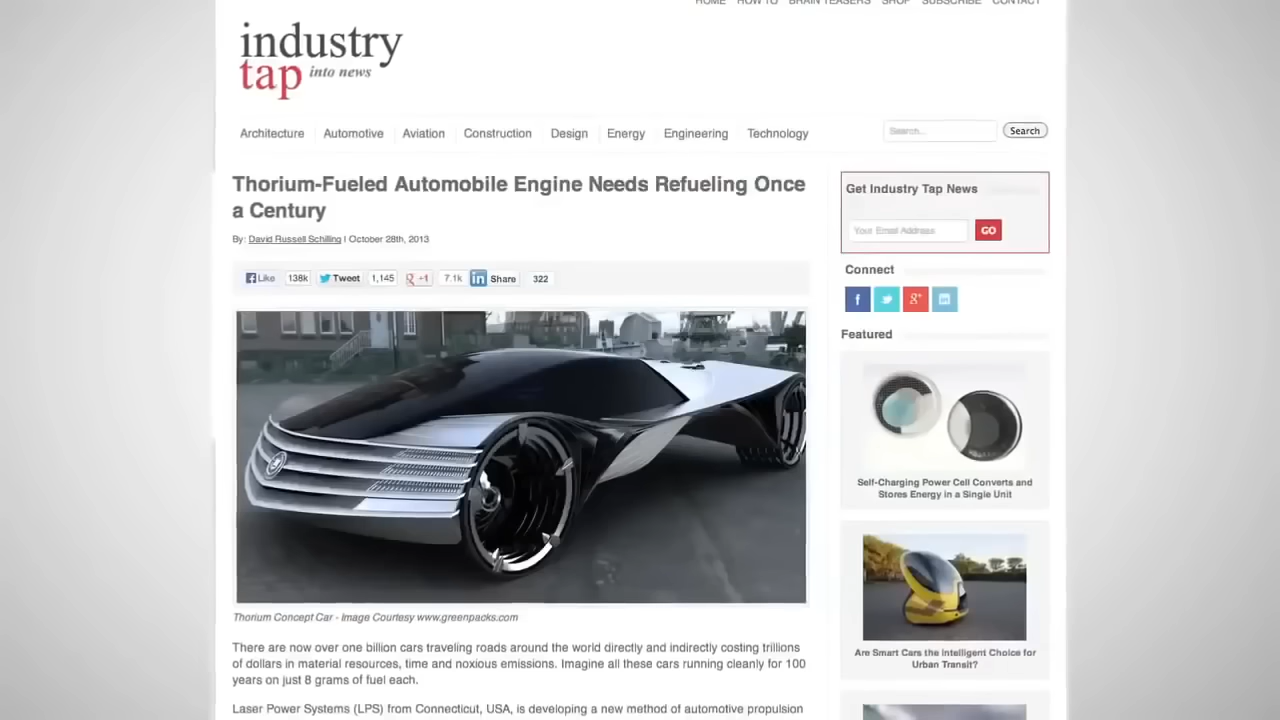 HOME HOW TO BRAIN TEASERS SHOP SUBSCRIBE CONTACT
industry
tap into news
Architecture Automotive Aviation Construction Design Energy Engineering Technology
Search... Search
Thorium-Fueled Automobile Engine Needs Refueling Once
a Century
By: David Russell Schilling | October 28th, 2013
Like 138k Tweet 1,145 +1 7.1k Share 322
Thorium Concept Car - Image Courtesy www.greenpacks.com
There are now over one billion cars traveling roads around the world directly and indirectly costing trillions
of dollars in material resources, time and noxious emissions. Imagine all these cars running cleanly for 100
years on just 8 grams of fuel each.
Laser Power Systems (LPS) from Connecticut, USA, is developing a new method of automotive propulsion
Get Industry Tap News
Your Email Address GO
Connect
Featured
Self-Charging Power Cell Converts and
Stores Energy in a Single Unit
Are Smart Cars the Intelligent Choice for
Urban Transit?